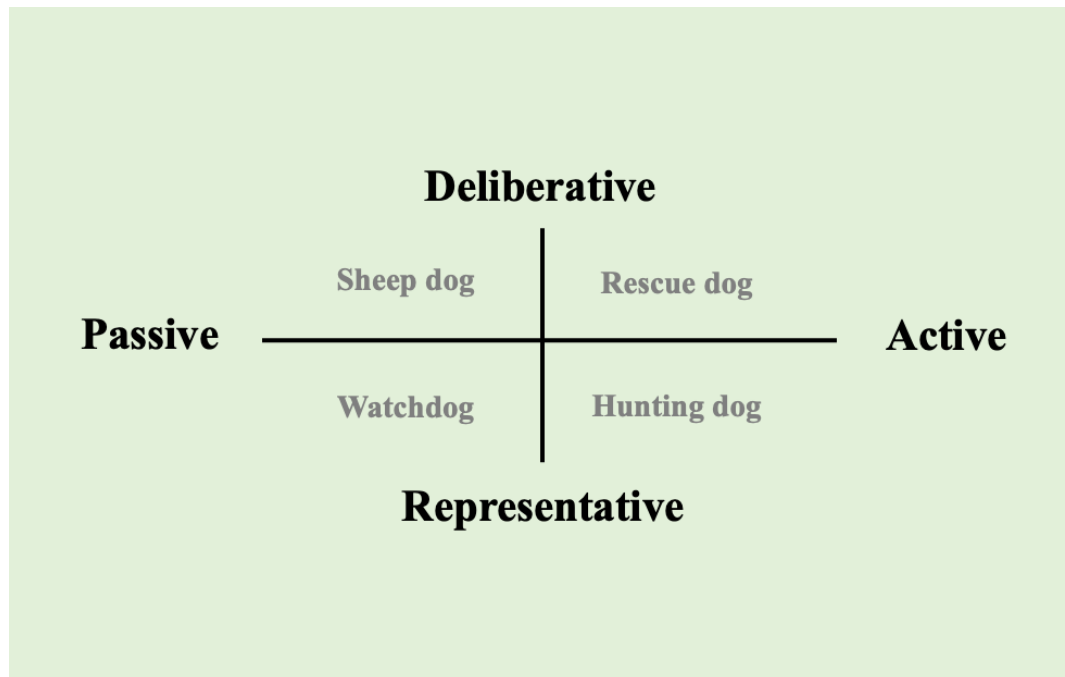 Deliberative
Sheep dog
Rescue dog
Passive
Active
Watchdog
Hunting dog
Representative